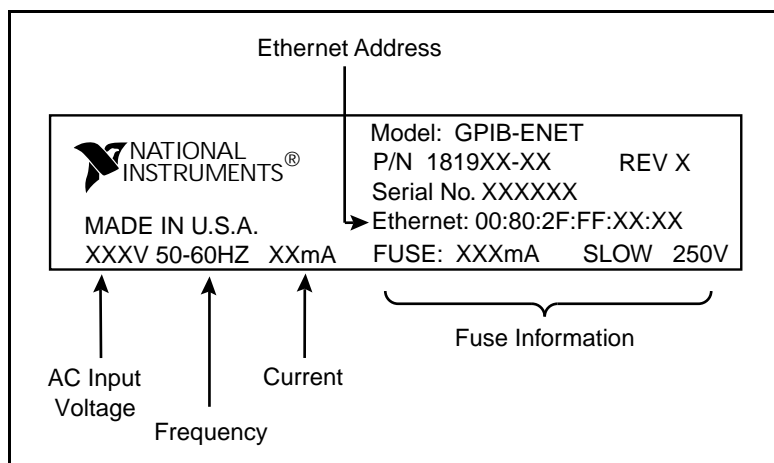 Ethernet Address
NATIONAL
INSTRUMENTS®
MADE IN U.S.A.
XXXV 50-60HZ XXmA
Model: GPIB-ENET
P/N 1819XX-XX REV X
Serial No. XXXXXX
Ethernet: 00:80:2F:FF:XX:XX
FUSE: XXXmA SLOW 250V
AC Input
Voltage
Frequency
Current
Fuse Information